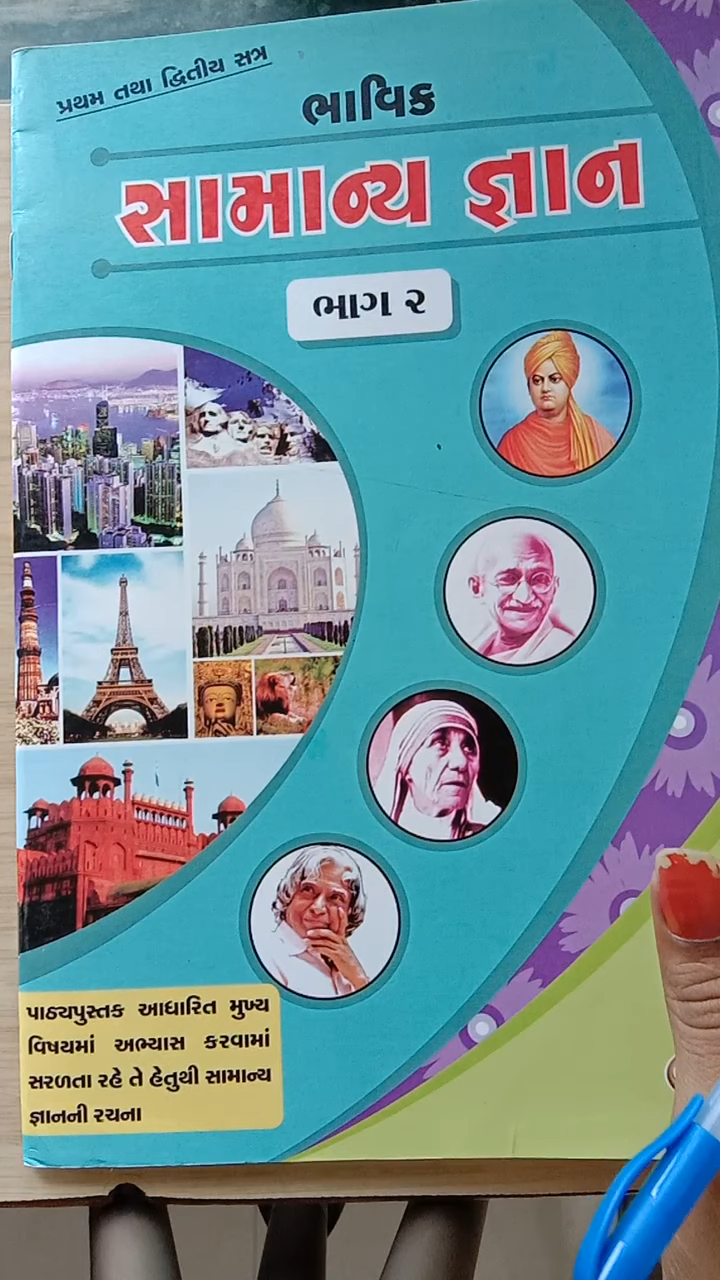 પ્રથમ તથા દ્વિતીય સત્ર
ભાવિક
સામાન્ય જ્ઞાન
ભાગ ૨
પાઠ્યપુસ્તક આધારિત મુખ્ય
વિષયમાં અભ્યાસ કરવામાં
સરળતા રહે તે હેતુથી સામાન્ય
જ્ઞાનની રચના